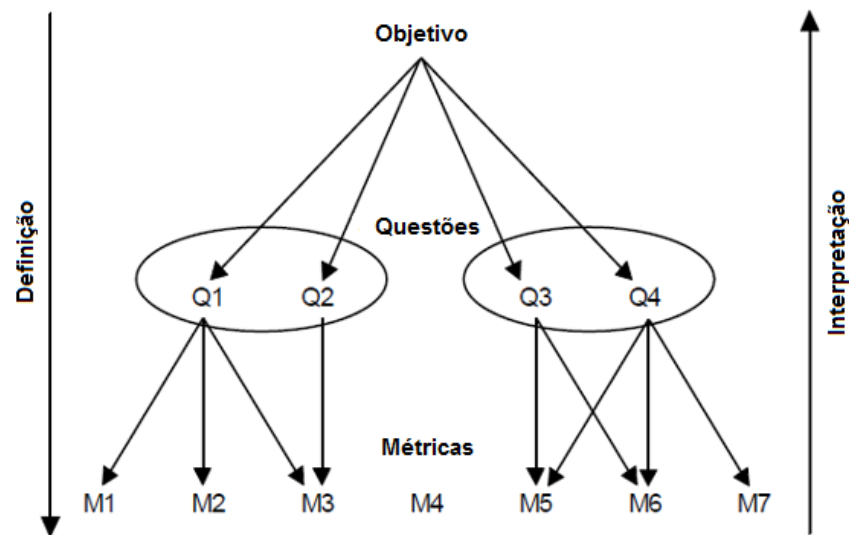 Objetivo
Definição
Interpretação
Questões
Q1 Q2 Q3 Q4
Métricas
M1 M2 M3 M4 M5 M6 M7